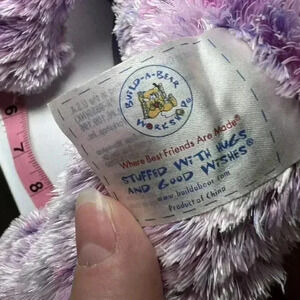 BUILD-A-BEAR
WORKSHOP®
Where Best Friends Are Made®
STUFFED WITH HUGS
AND GOOD WISHES®
www.buildabear.com
Product of China
6
7
8